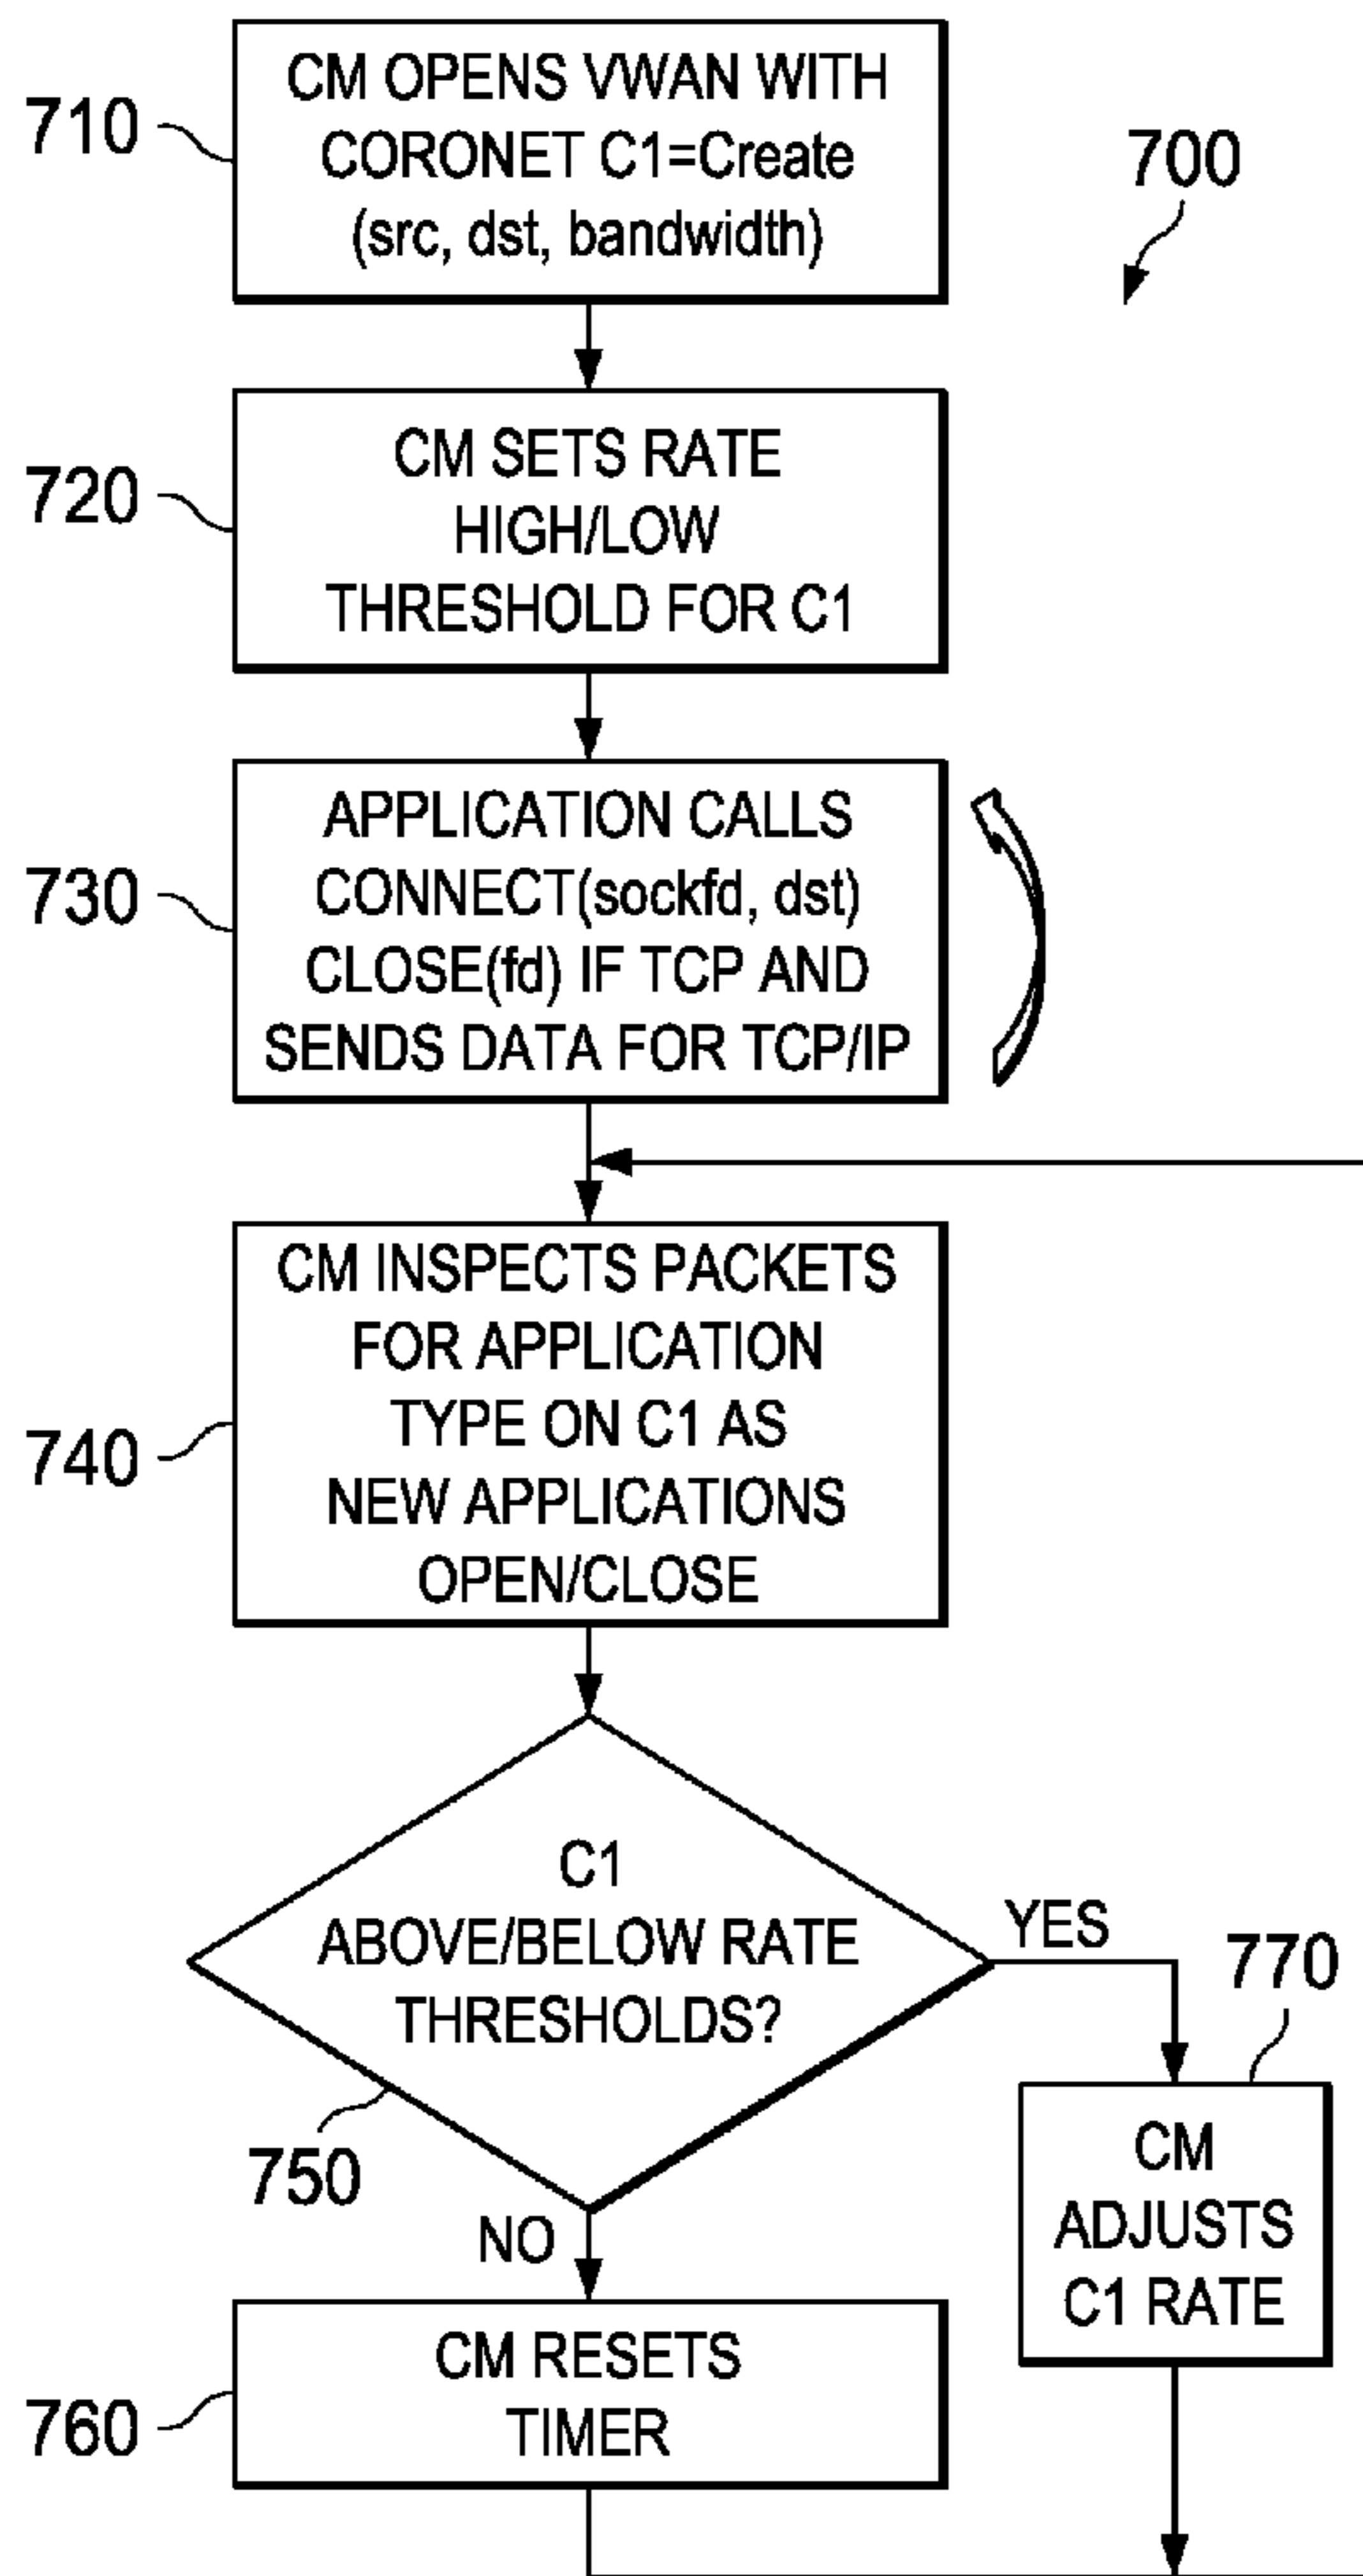 CM OPENS VWAN WITH
CORONET C1=Create
(src, dst, bandwidth)
710
700
CM SETS RATE
HIGH/LOW
THRESHOLD FOR C1
720
APPLICATION CALLS
CONNECT(sockfd, dst)
CLOSE(fd) IF TCP AND
SENDS DATA FOR TCP/IP
730
CM INSPECTS PACKETS
FOR APPLICATION
TYPE ON C1 AS
NEW APPLICATIONS
OPEN/CLOSE
740
C1
ABOVE/BELOW RATE
THRESHOLDS?
750
YES
770
CM
ADJUSTS
C1 RATE
NO
CM RESETS
TIMER
760